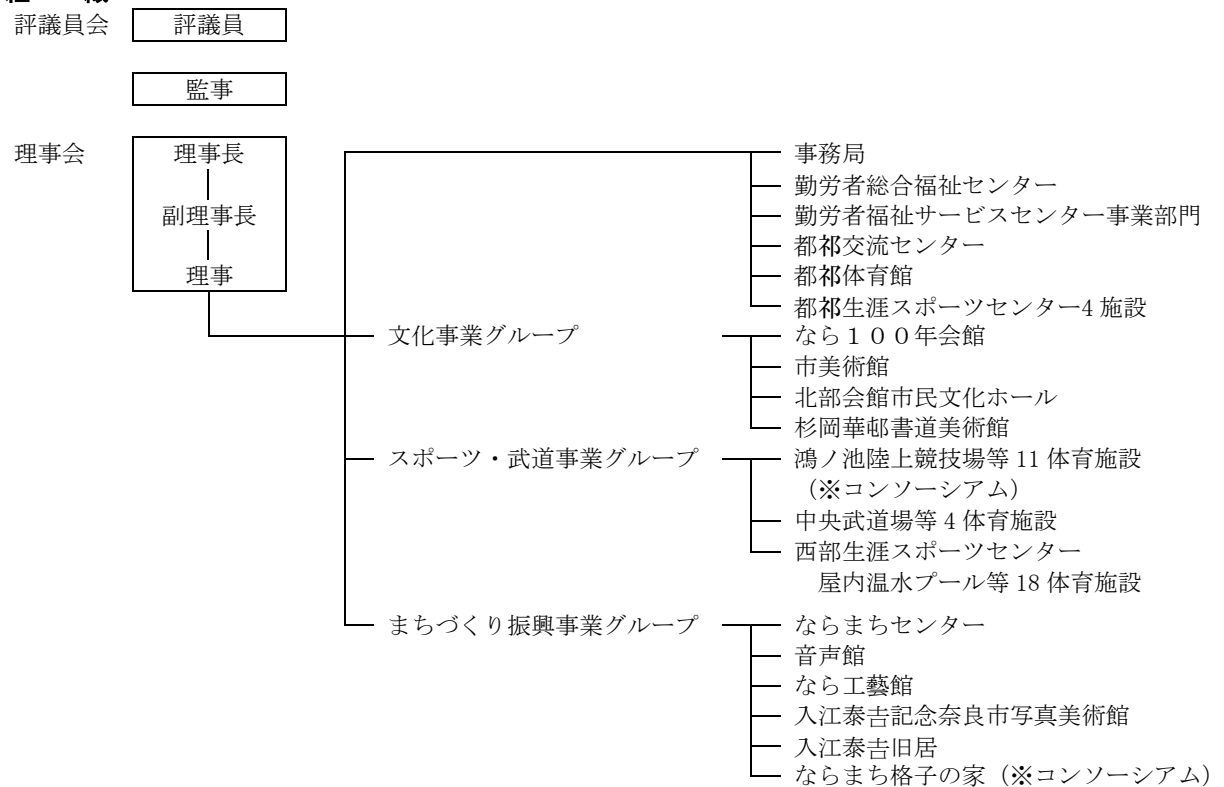 組 織
評議員会 評議員
監事
理事会 理事長 事務局
勤労者総合福祉センター
副理事長 勤労者福祉サービスセンター事業部門
都祁交流センター
理事 都祁体育館
都祁生涯スポーツセンター4 施設
文化事業グループ なら１００年会館
市美術館
北部会館市民文化ホール
杉岡華邨書道美術館
スポーツ・武道事業グループ 鴻ノ池陸上競技場等 11 体育施設
（※コンソーシアム）
中央武道場等 4 体育施設
西部生涯スポーツセンター
屋内温水プール等 18 体育施設
まちづくり振興事業グループ ならまちセンター
音声館
なら工藝館
入江泰𠮷記念奈良市写真美術館
入江泰𠮷旧居
ならまち格子の家（※コンソーシアム）